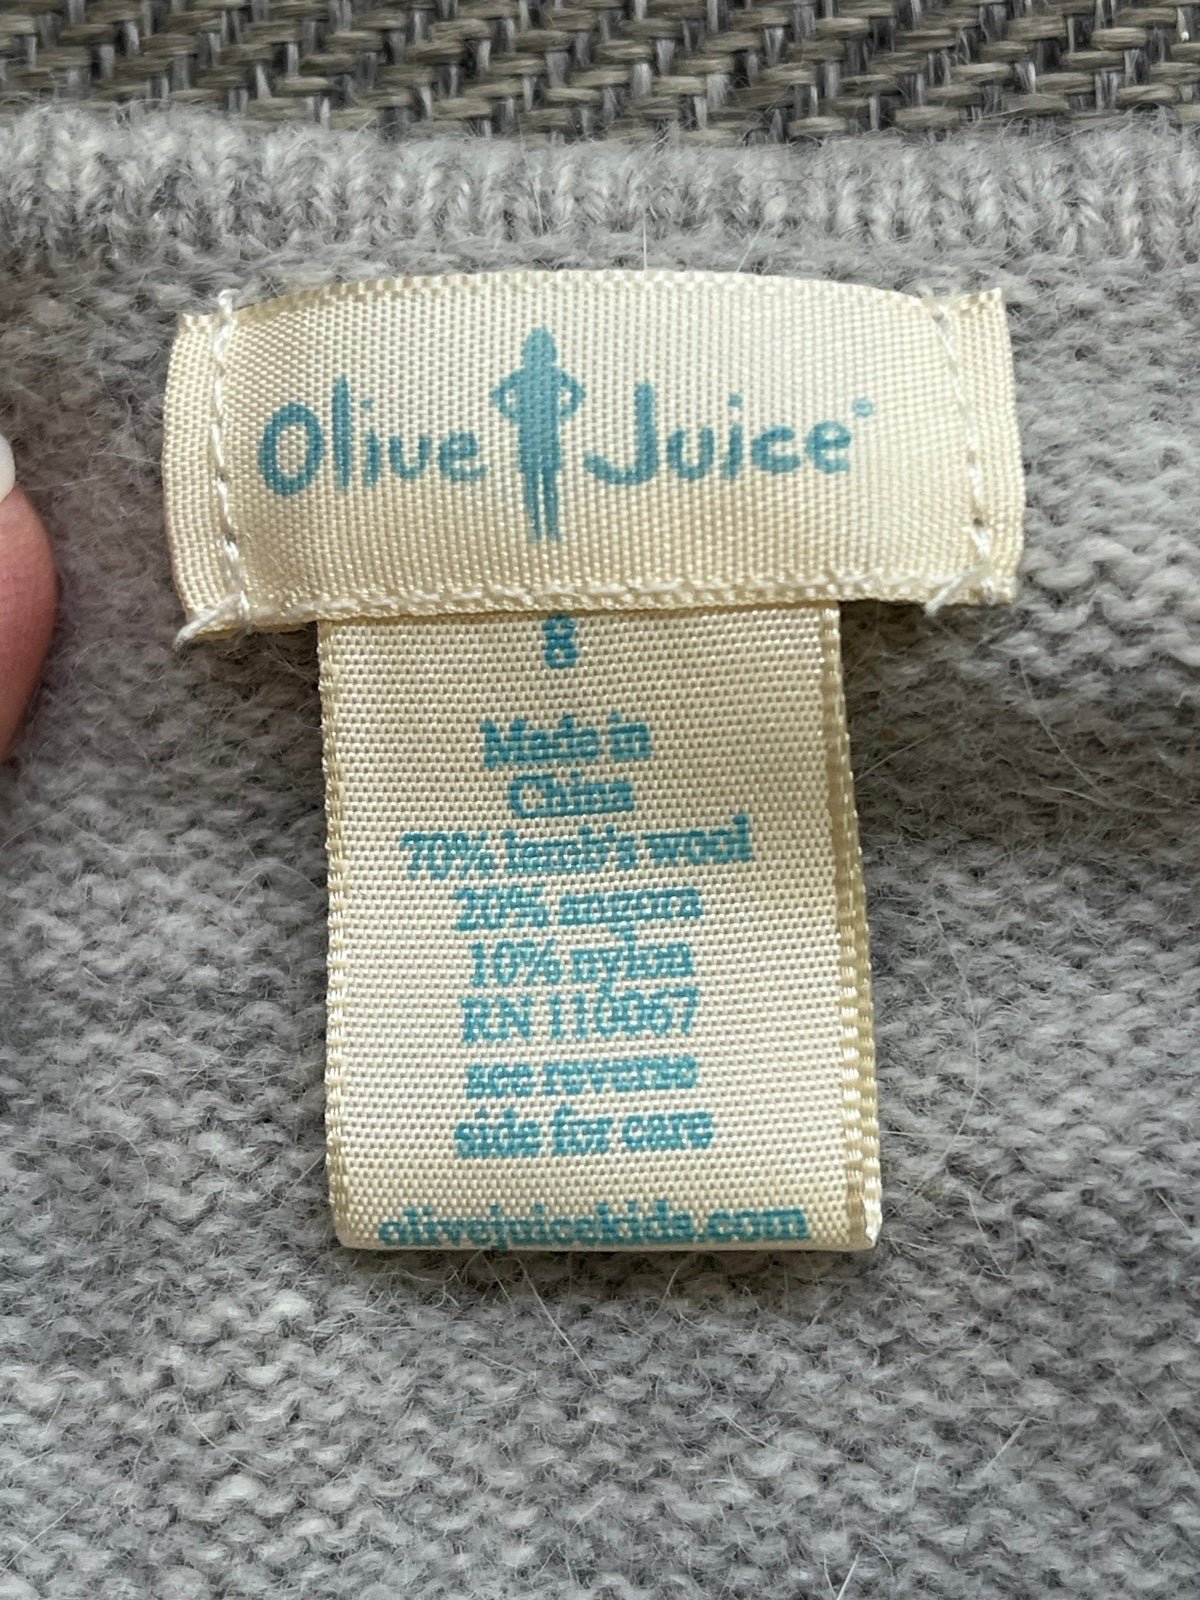 Olive Juice®
8
Made in
China
70% lamb's wool
20% angora
10% nylon
RN 110067
see reverse
side for care
olivejuicekids.com